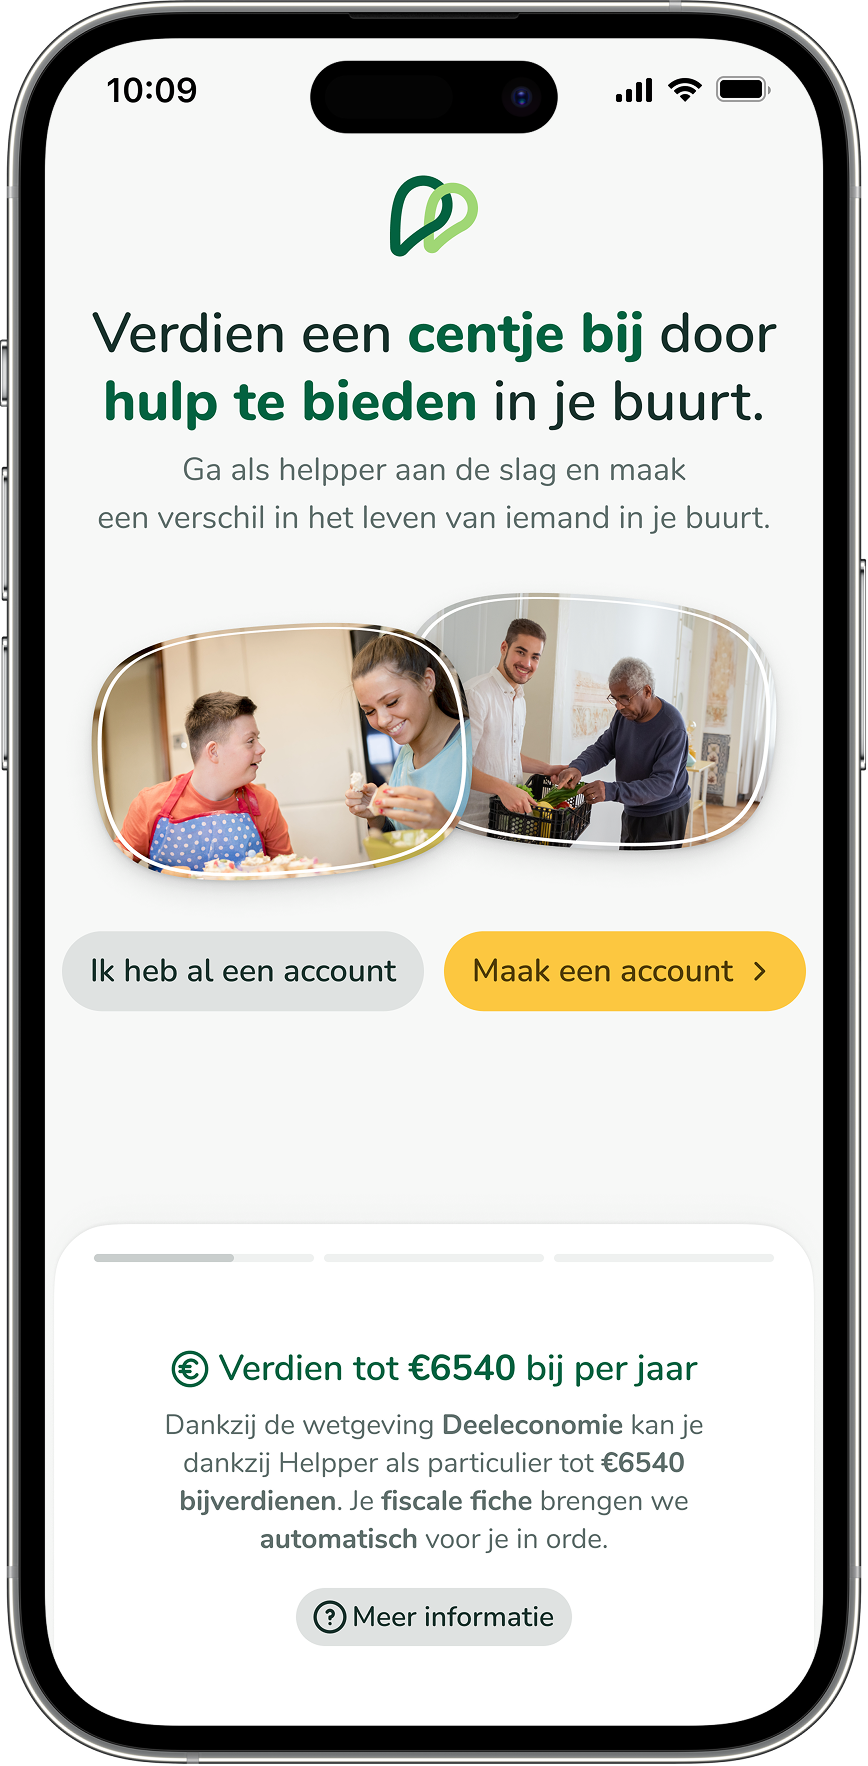 10:09
Verdien een centje bij door
hulp te bieden in je buurt.
Ga als helpper aan de slag en maak
een verschil in het leven van iemand in je buurt.
Ik heb al een account
Maak een account
Verdien tot €6540 bij per jaar
Dankzij de wetgeving Deeleconomie kan je
dankzij Helpper als particulier tot €6540
bijverdienen. Je fiscale fiche brengen we
automatisch voor je in orde.
Meer informatie